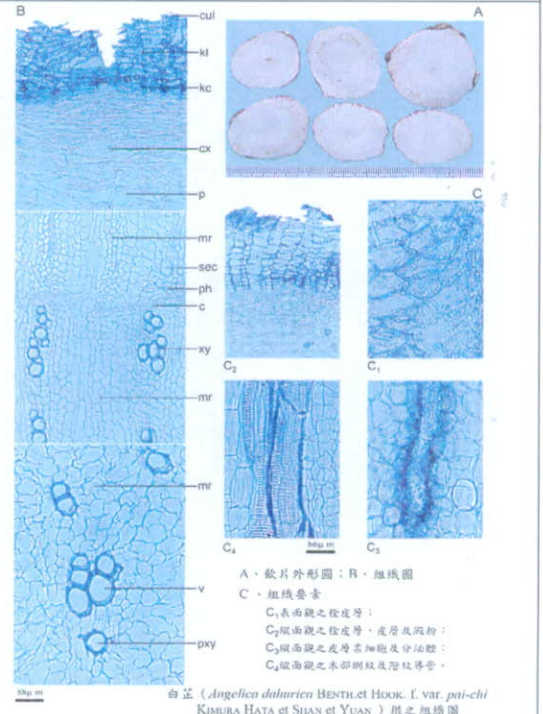 B
cul
kl
kc
cx
p
mr
sec
ph
c
xy
mr
mr
v
pxy
88μ m
A
C
C₂
C₁
C₄
C₃
88μ m
A、飲片外形圖；B、組織圖
C、組織要素
C₁表面觀之栓皮層；
C₂縱面觀之栓皮層、皮層及澱粉；
C₃縱面觀之皮層柔細胞及分泌腔；
C₄縱面觀之木部網紋及階紋導管。
白芷（Angelica dahurica BENTH.et HOOK. f. var. pai-chi
KIMURA HATA et SHAN et YUAN ）根之組織圖